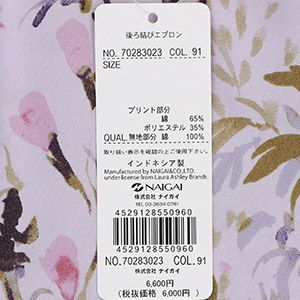 後ろ結びエプロン
NO. 70283023 COL. 91
SIZE
プリント部分
綿 65%
ポリエステル 35%
QUAL. 無地部分 綿 100%
取り扱い表示を確認の上ご使用ください
インドネシア製
Manufactured by NAIGAI&CO.,LTD.
under license from Laura Ashley Brands.
NAIGAI
株式会社 ナイガイ
TEL 03-3634-0761
4529128550960
4529128550960
NO. 70283023 COL.91
株式会社 ナイガイ
6,600円
(税抜価格 6,000円)